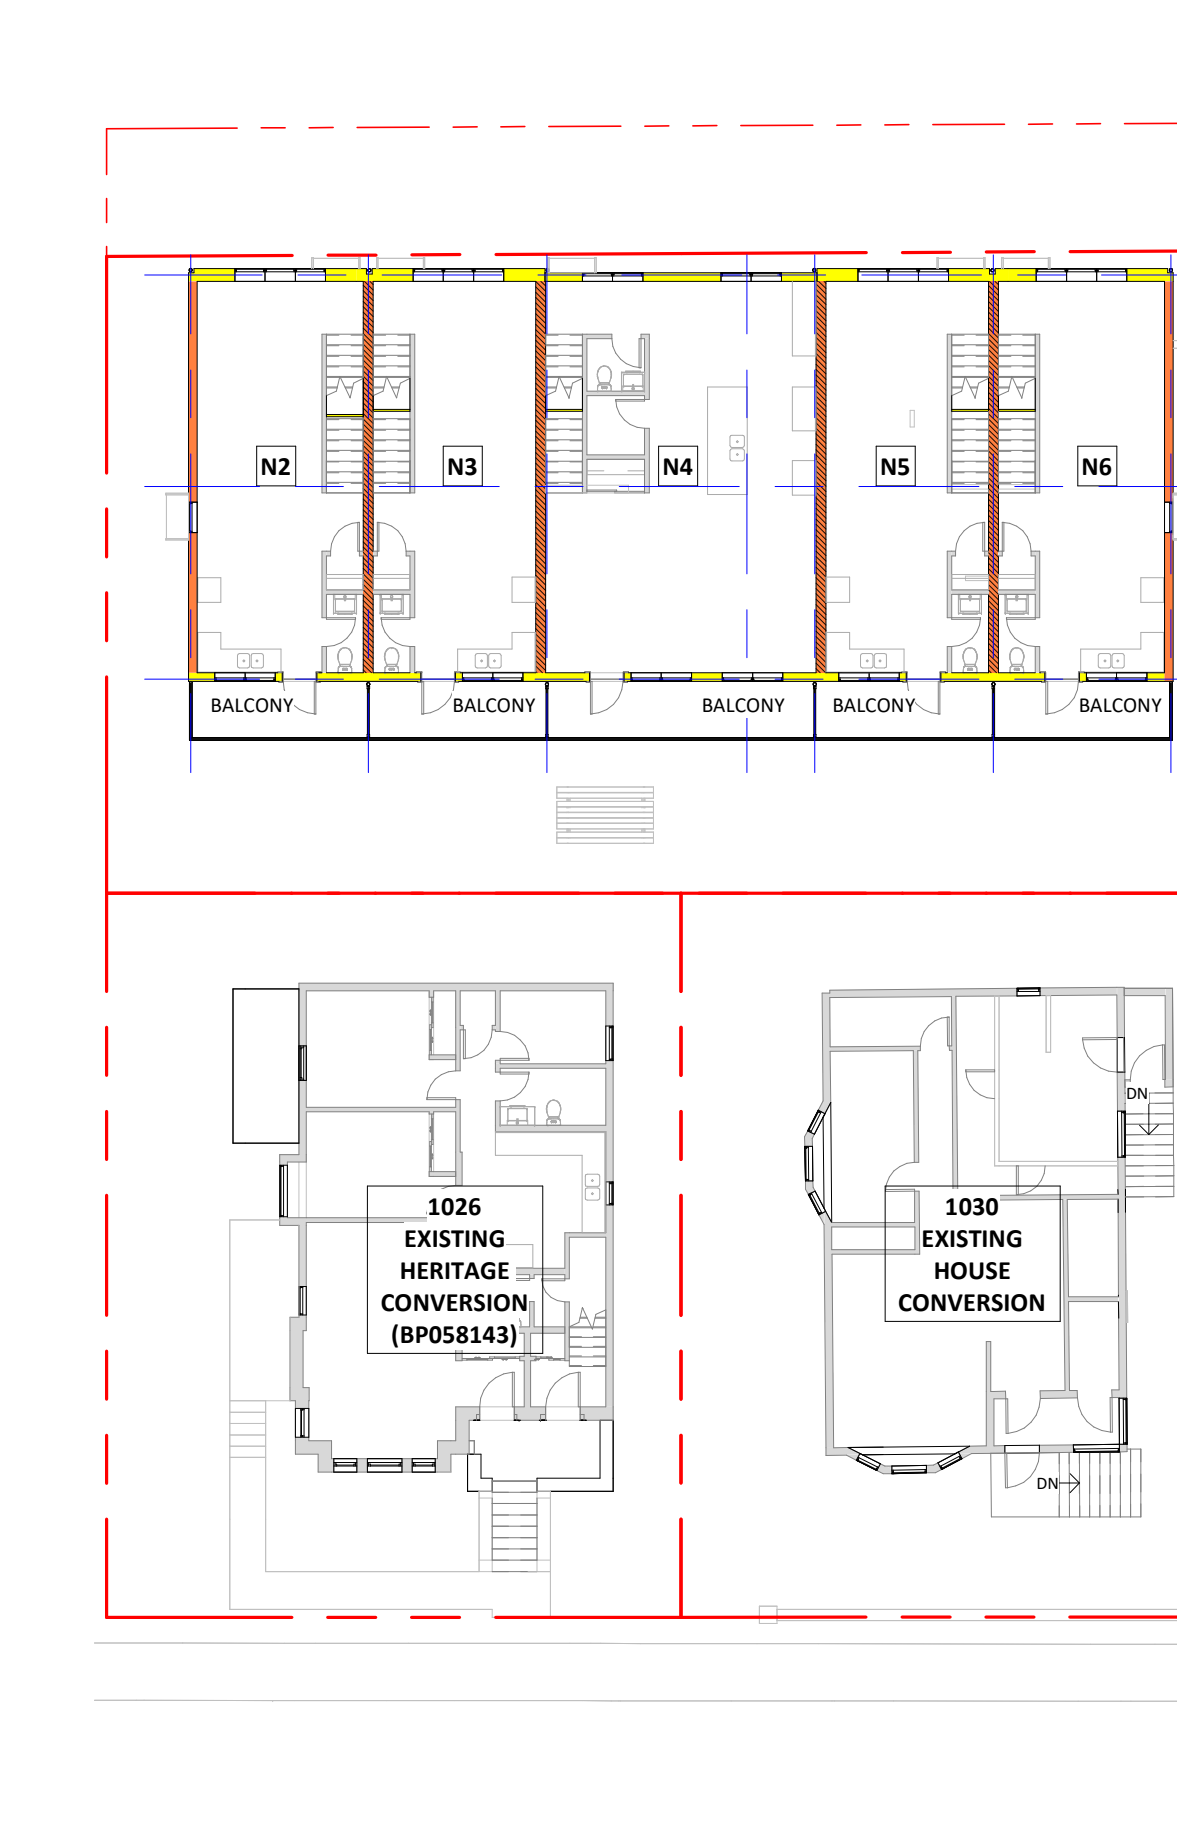 N2
N3
N4
N5
N6
BALCONY
BALCONY
BALCONY
BALCONY
BALCONY
DN
1026
EXISTING
HERITAGE
CONVERSION
(BP058143)
1030
EXISTING
HOUSE
CONVERSION
DN